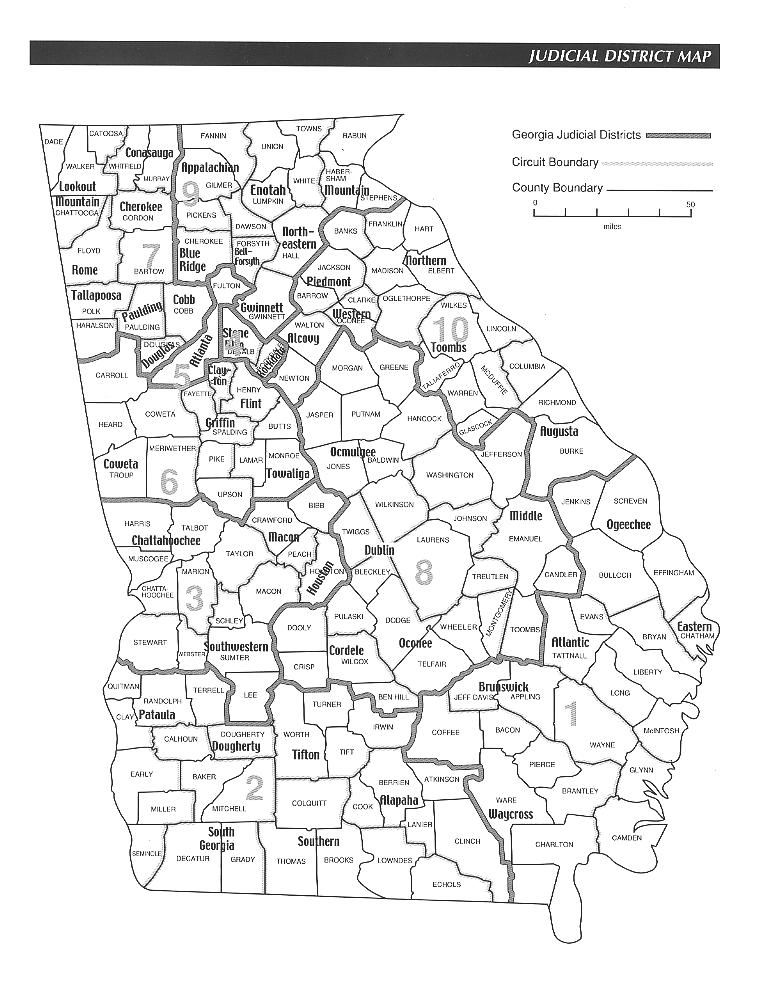 JUDICIAL DISTRICT MAP
Georgia Judicial Districts
Circuit Boundary
County Boundary
0 50
miles
DADE
CATOOSA
Conasauga
WALKER
WHITFIELD
MURRAY
Lookout
Mountain
CHATTOOGA
FANNIN
Appalachian
9
GILMER
UNION
TOWNS
RABUN
Enotah
LUMPKIN
WHITE
HABER-
SHAM
Mountain
STEPHENS
Cherokee
GORDON
PICKENS
DAWSON
North-
eastern
HALL
BANKS
FRANKLIN
HART
FLOYD
Rome
7
BARTOW
CHEROKEE
Blue
Ridge
FORSYTH
Bell-
Forsyth
Northern
ELBERT
MADISON
JACKSON
Piedmont
BARROW
CLARKE
OGLETHORPE
Western
OCONEE
Tallapoosa
POLK
HARALSON
Paulding
PAULDING
Cobb
COBB
FULTON
Gwinnett
GWINNETT
WALTON
Alcovy
NEWTON
Rockdale
Stone
DEKALB
Atlanta
5
DOUGLAS
Douglas
WILKES
10
Toombs
LINCOLN
COLUMBIA
TALIAFERRO
MCDUFFIE
WARREN
RICHMOND
GLASCOCK
CARROLL
Clay-
ton
FAYETTE
HENRY
Flint
Griffin
SPALDING
BUTTS
MORGAN
GREENE
JASPER
PUTNAM
HANCOCK
HEARD
COWETA
MERIWETHER
Coweta
TROUP
6
PIKE
LAMAR
MONROE
Towaliga
UPSON
Ocmulgee
JONES
BALDWIN
WASHINGTON
JEFFERSON
Augusta
BURKE
HARRIS
TALBOT
Chattahoochee
MUSCOGEE
MARION
CHATTA-
HOOCHEE
3
TAYLOR
CRAWFORD
BIBB
Macon
PEACH
HOUSTON
Houston
MACON
SCHLEY
TWIGGS
WILKINSON
Dublin
BLECKLEY
LAURENS
8
JOHNSON
Middle
EMANUEL
TREUTLEN
CANDLER
JENKINS
SCREVEN
Ogeechee
BULLOCH
EFFINGHAM
STEWART
WEBSTER
Southwestern
SUMTER
DOOLY
CRISP
PULASKI
Cordele
WILCOX
DODGE
Oconee
TELFAIR
WHEELER
MONTGOMERY
TOOMBS
EVANS
Atlantic
TATTNALL
BRYAN
Eastern
CHATHAM
LIBERTY
LONG
McINTOSH
QUITMAN
RANDOLPH
TERRELL
LEE
CLAY
Pataula
CALHOUN
DOUGHERTY
Dougherty
WORTH
TURNER
Tifton
TIFT
IRWIN
BEN HILL
JEFF DAVIS
Brunswick
APPLING
1
WAYNE
GLYNN
COFFEE
BACON
PIERCE
BRANTLEY
EARLY
BAKER
MILLER
2
MITCHELL
COLQUITT
COOK
BERRIEN
Alapaha
ATKINSON
LANIER
CLINCH
WARE
Waycross
CHARLTON
CAMDEN
SEMINOLE
South
Georgia
DECATUR
GRADY
Southern
THOMAS
BROOKS
LOWNDES
ECHOLS